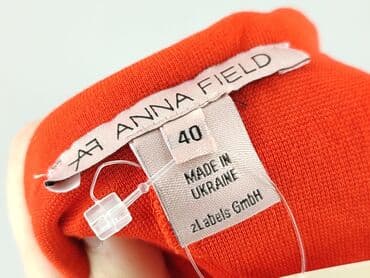 AF ANNA FIELD
40
MADE IN
UKRAINE
zLabels GmbH